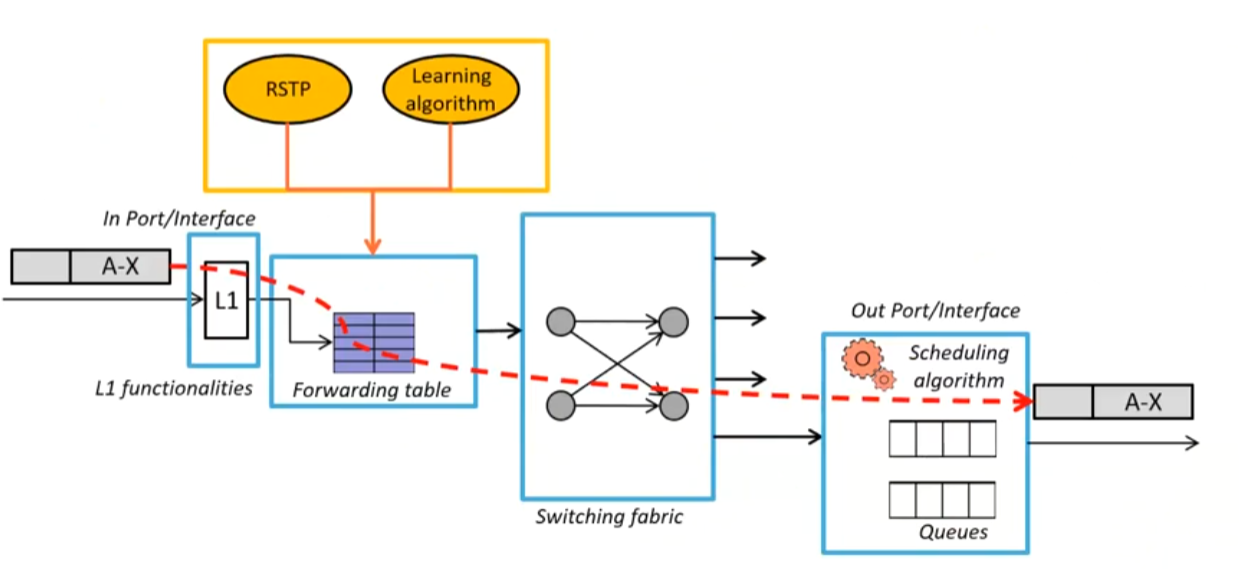 RSTP
Learning
algorithm
In Port/Interface
A-X
L1
L1 functionalities
Forwarding table
Switching fabric
Out Port/Interface
Scheduling
algorithm
A-X
Queues